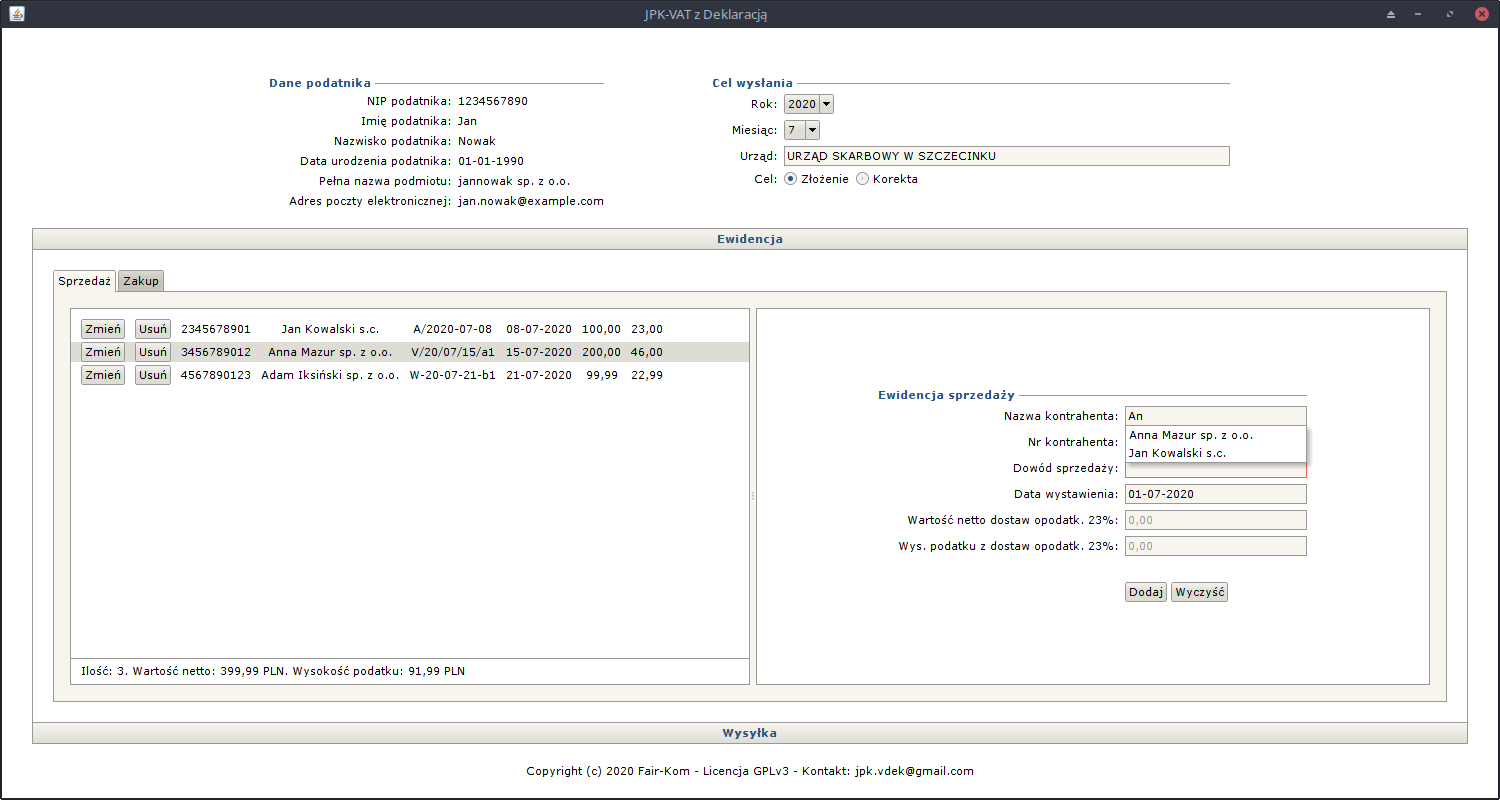 JPK-VAT z Deklaracją
Dane podatnika
NIP podatnika: 1234567890
Imię podatnika: Jan
Nazwisko podatnika: Nowak
Data urodzenia podatnika: 01-01-1990
Pełna nazwa podmiotu: jannowak sp. z o.o.
Adres poczty elektronicznej: jan.nowak@example.com
Cel wysłania
Rok: 2020
Miesiąc: 7
Urząd: URZĄD SKARBOWY W SZCZECINKU
Cel: Złożenie Korekta
Ewidencja
Sprzedaż Zakup
Zmień Usuń 2345678901 Jan Kowalski s.c. A/2020-07-08 08-07-2020 100,00 23,00
Zmień Usuń 3456789012 Anna Mazur sp. z o.o. V/20/07/15/a1 15-07-2020 200,00 46,00
Zmień Usuń 4567890123 Adam Iksiński sp. z o.o. W-20-07-21-b1 21-07-2020 99,99 22,99
Ilość: 3. Wartość netto: 399,99 PLN. Wysokość podatku: 91,99 PLN
Ewidencja sprzedaży
Nazwa kontrahenta: An
Anna Mazur sp. z o.o.
Nr kontrahenta:
Jan Kowalski s.c.
Dowód sprzedaży:
Data wystawienia: 01-07-2020
Wartość netto dostaw opodatk. 23%: 0,00
Wys. podatku z dostaw opodatk. 23%: 0,00
Dodaj Wyczyść
Wysyłka
Copyright (c) 2020 Fair-Kom - Licencja GPLv3 - Kontakt: jpk.vdek@gmail.com